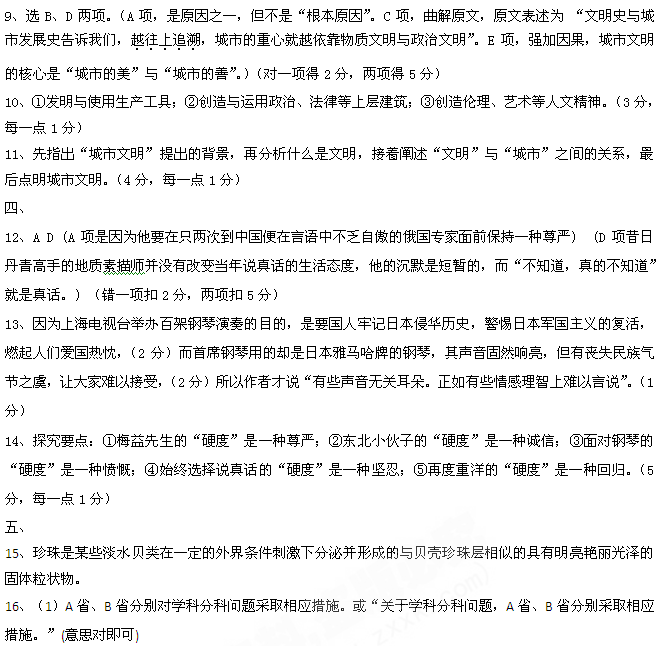 9、选 B、D 两项。（A 项，是原因之一，但不是“根本原因”。C 项，曲解原文，原文表述为 “文明史与城
市发展史告诉我们，越往上追溯，城市的重心就越依靠物质文明与政治文明”。E 项，强加因果，城市文明
的核心是“城市的美”与“城市的善”。）（对一项得 2 分，两项得 5 分）
10、①发明与使用生产工具；②创造与运用政治、法律等上层建筑；③创造伦理、艺术等人文精神。（3 分，
每一点 1 分）
11、先指出“城市文明”提出的背景，再分析什么是文明，接着阐述“文明”与“城市”之间的关系，最
后点明城市文明。（4 分，每一点 1 分）
四、
12、A D（A 项是因为他要在只两次到中国便在言语中不乏自傲的俄国专家面前保持一种尊严）（D 项昔日
丹青高手的地质素描师并没有改变当年说真话的生活态度，他的沉默是短暂的，而“不知道，真的不知道”
就是真话。）（错一项扣 2 分，两项扣 5 分）
13、因为上海电视台举办百架钢琴演奏的目的，是要国人牢记日本侵华历史，警惕日本军国主义的复活，
燃起人们爱国热忱，（2 分）而首席钢琴用的却是日本雅马哈牌的钢琴，其声音固然响亮，但有丧失民族气
节之虞，让大家难以接受，（2 分）所以作者才说“有些声音无关耳朵。正如有些情感理智上难以言说”。（1
分）
14、探究要点：①梅益先生的“硬度”是一种尊严；②东北小伙子的“硬度”是一种诚信；③面对钢琴的
“硬度”是一种愤慨；④始终选择说真话的“硬度”是一种坚忍；⑤再度重洋的“硬度”是一种回归。（5
分，每一点 1 分）
五、
15、珍珠是某些淡水贝类在一定的外界条件刺激下分泌并形成的与贝壳珍珠层相似的具有明亮艳丽光泽的
固体粒状物。
16、（1）A 省、B 省分别对学科分科问题采取相应措施。或“关于学科分科问题，A 省、B 省分别采取相应
措施。”(意思对即可)